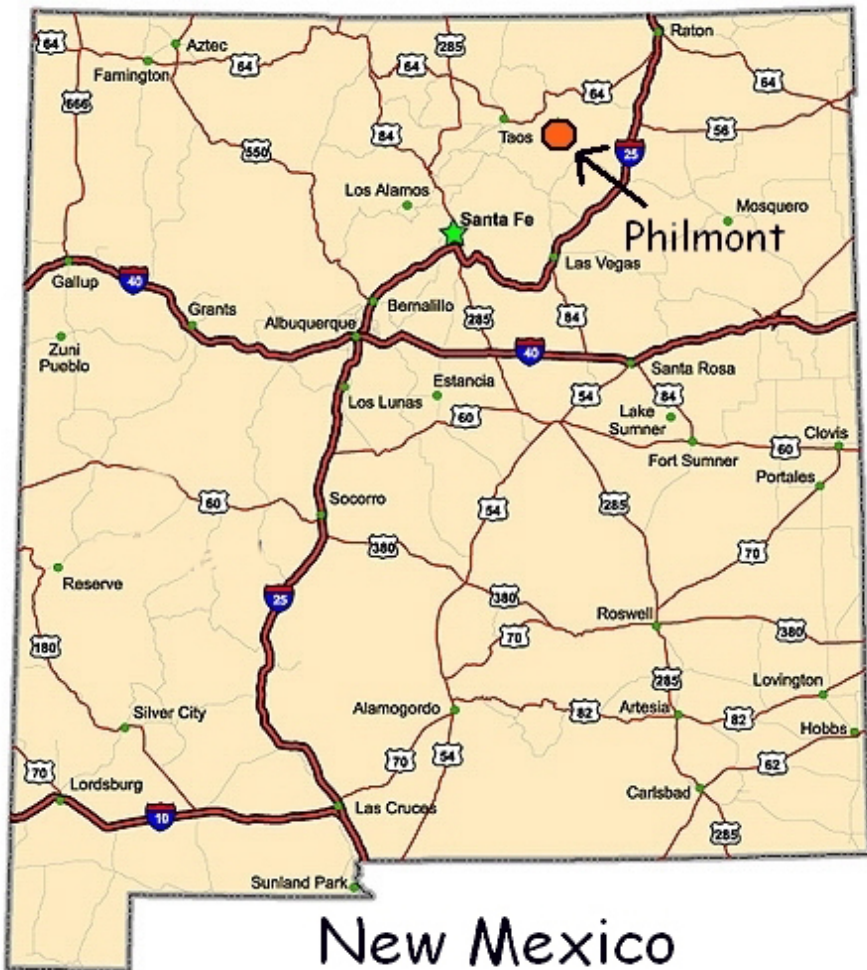 64
Aztec
285
Raton
Famington
64
64
64
64
666
84
Taos
56
550
25
Los Alamos
Santa Fe
Mosquero
Philmont
Gallup
40
Las Vegas
Bernalillo
Grants
285
84
Albuquerque
Zuni
Pueblo
40
Santa Rosa
Estancia
54
84
Los Lunas
60
Lake
Sumner
Clovis
Fort Sumner
60
Portales
60
Socorro
54
285
380
70
Reserve
25
380
Roswell
70
380
180
285
Lovington
Silver City
Alamogordo
82
Artesia
82
Hobbs
70
70
54
62
Lordsburg
Carlsbad
10
Las Cruces
285
Sunland Park
New Mexico